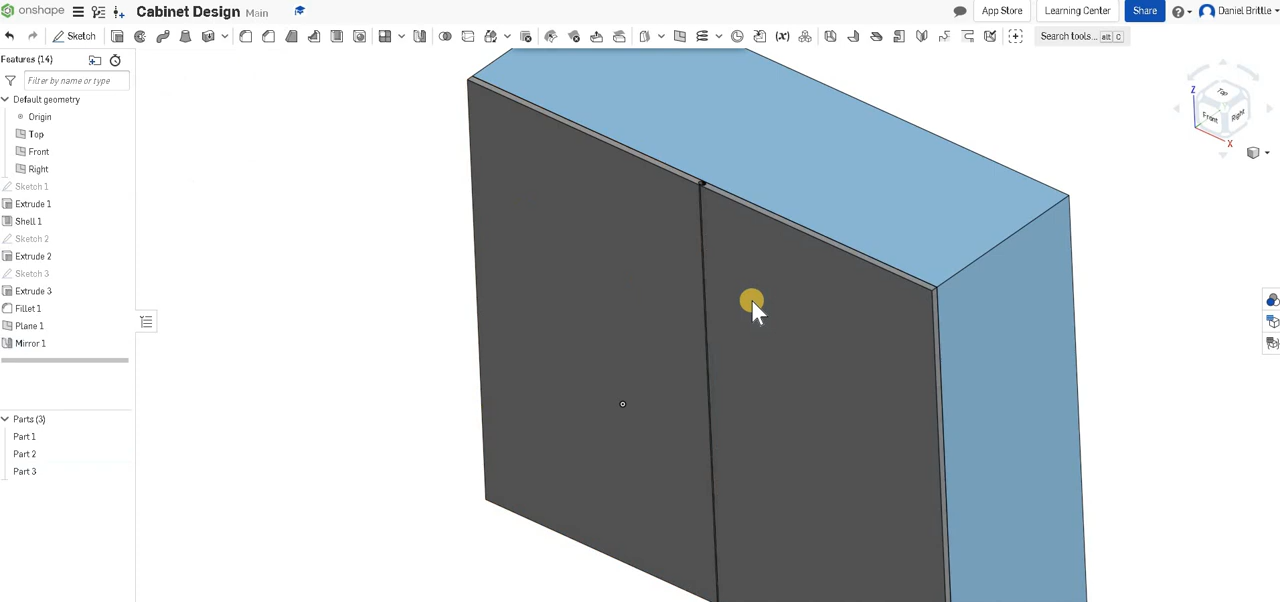 onshape Cabinet Design Main App Store Learning Center Share Daniel Brittle
Sketch Search tools... alt C
Features (14)
Filter by name or type
Default geometry
Origin
Top
Front
Right
Sketch 1
Extrude 1
Shell 1
Sketch 2
Extrude 2
Sketch 3
Extrude 3
Fillet 1
Plane 1
Mirror 1
Parts (3)
Part 1
Part 2
Part 3
Z
Top
Front
Right
X